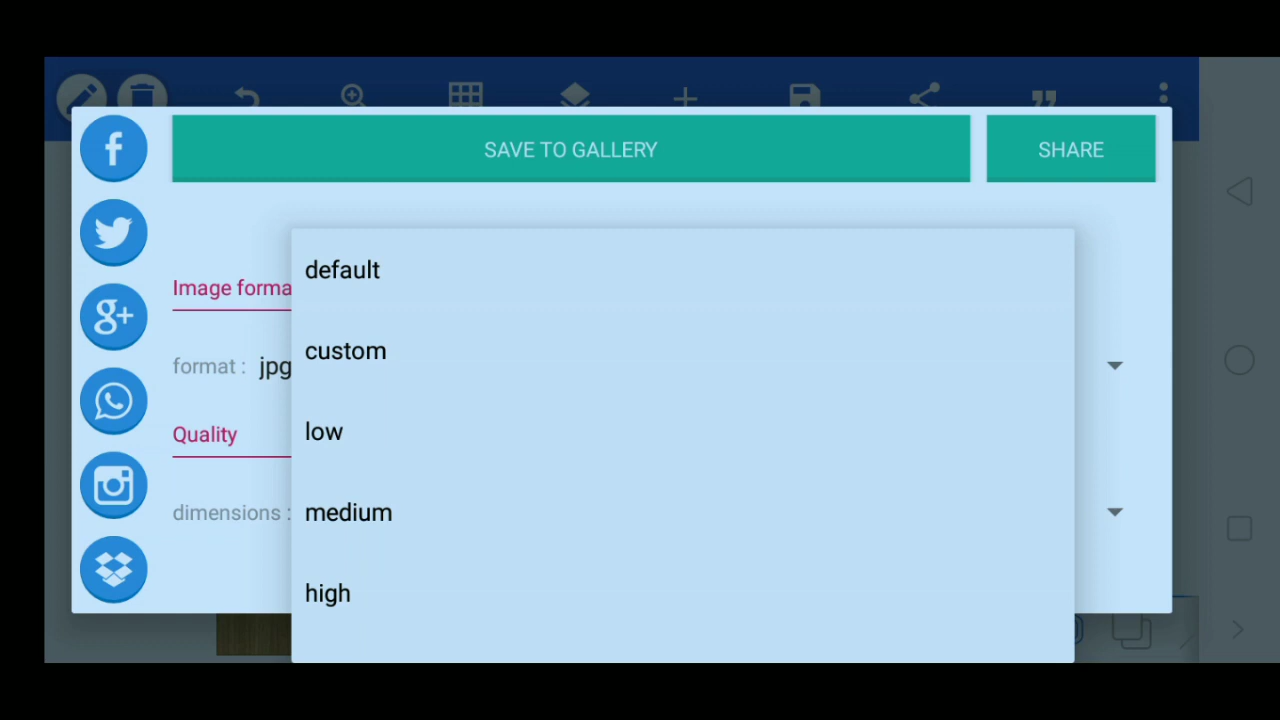 SAVE TO GALLERY
SHARE
default
Image forma
custom
format : jpg
low
Quality
dimensions :
medium
high